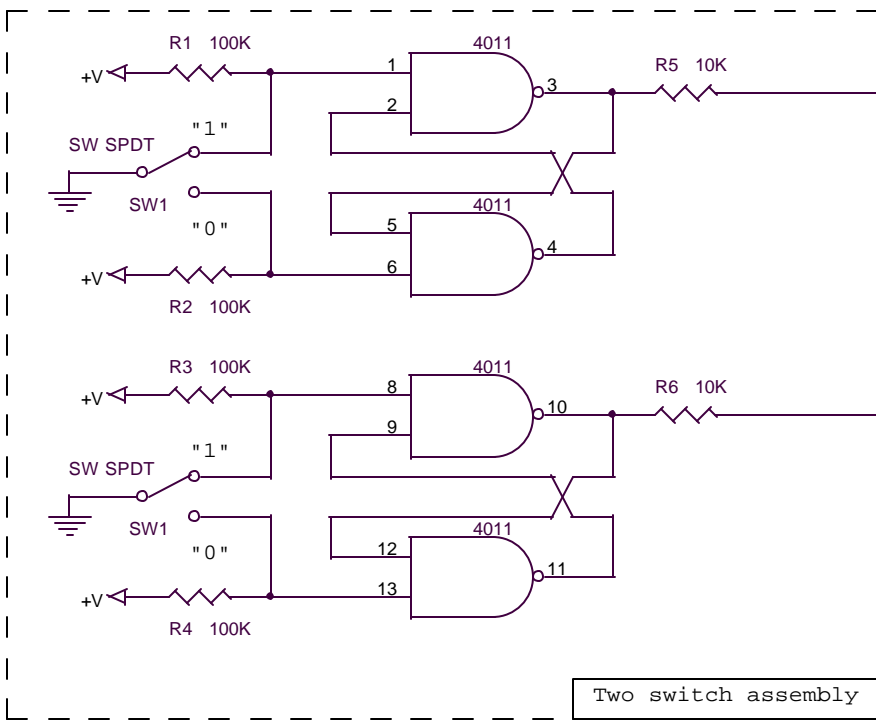 R1 100K
4011
+V
1
3
R5 10K
2
"1"
SW SPDT
SW1
"0"
4011
5
4
+V
6
R2 100K
R3 100K
4011
+V
8
10
R6 10K
9
"1"
SW SPDT
SW1
"0"
4011
12
11
+V
13
R4 100K
Two switch assembly